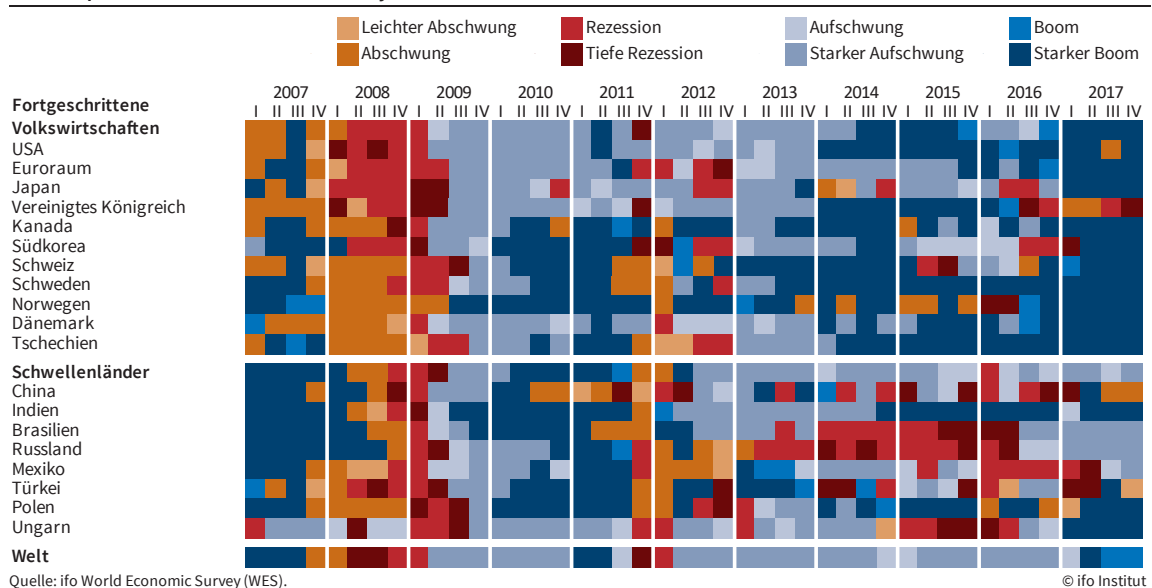 Leichter Abschwung Rezession Aufschwung Boom
Abschwung Tiefe Rezession Starker Aufschwung Starker Boom
2007 2008 2009 2010 2011 2012 2013 2014 2015 2016 2017
I II III IV I II III IV I II III IV I II III IV I II III IV I II III IV I II III IV I II III IV I II III IV I II III IV I II III IV
Fortgeschrittene
Volkswirtschaften
USA
Euroraum
Japan
Vereinigtes Königreich
Kanada
Südkorea
Schweiz
Schweden
Norwegen
Dänemark
Tschechien
Schwellenländer
China
Indien
Brasilien
Russland
Mexiko
Türkei
Polen
Ungarn
Welt
Quelle: ifo World Economic Survey (WES). © ifo Institut